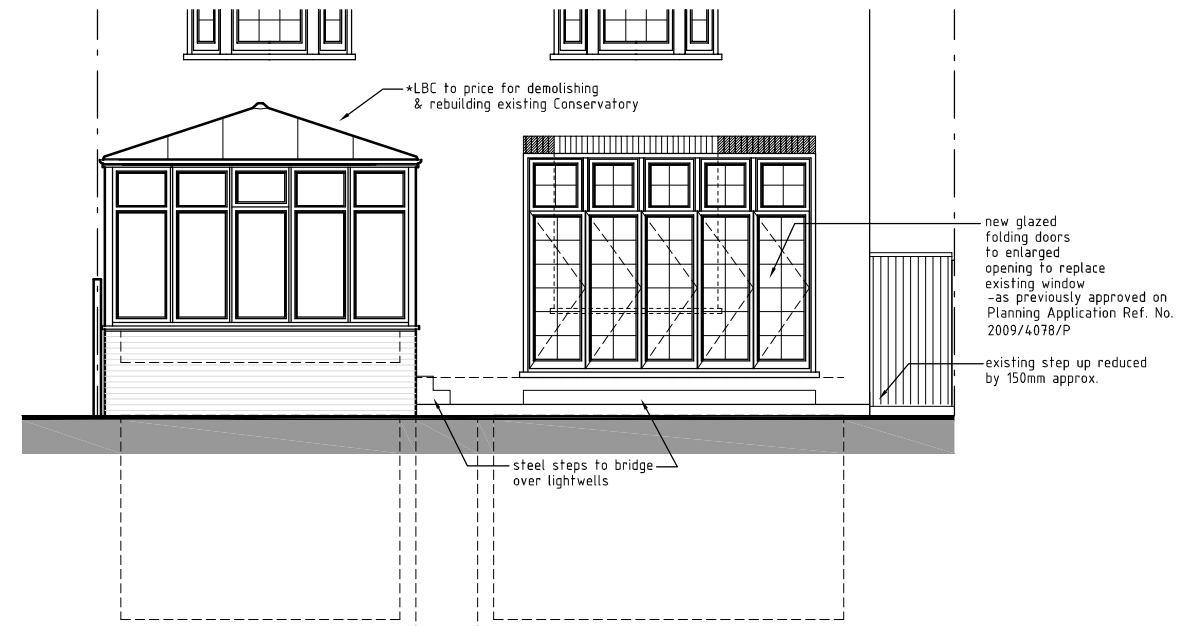 *LBC to price for demolishing
& rebuilding existing Conservatory
new glazed
folding doors
to enlarged
opening to replace
existing window
-as previously approved on
Planning Application Ref. No.
2009/4078/P
existing step up reduced
by 150mm approx.
steel steps to bridge
over lightwells